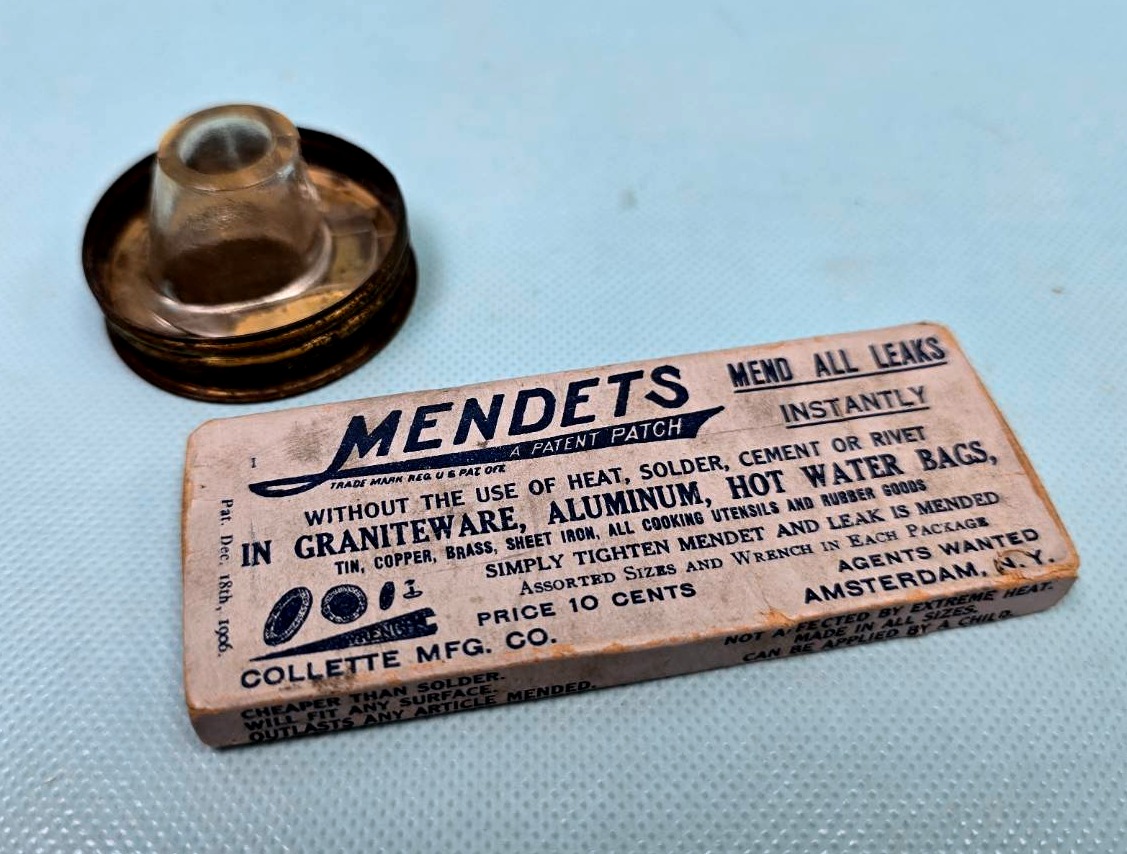 MENDETS
A PATENT PATCH
TRADE MARK REG. U S PAT. OFF.
MEND ALL LEAKS
INSTANTLY
1
Pat. Dec. 18th, 1906.
WITHOUT THE USE OF HEAT, SOLDER, CEMENT OR RIVET
IN GRANITEWARE, ALUMINUM, HOT WATER BAGS,
TIN, COPPER, BRASS, SHEET IRON, ALL COOKING UTENSILS AND RUBBER GOODS
SIMPLY TIGHTEN MENDET AND LEAK IS MENDED
ASSORTED SIZES AND WRENCH IN EACH PACKAGE
WRENCH
PRICE 10 CENTS
AGENTS WANTED
COLLETTE MFG. CO.
AMSTERDAM, N.Y.
CHEAPER THAN SOLDER.
WILL FIT ANY SURFACE.
OUTLASTS ANY ARTICLE MENDED.
NOT AFFECTED BY EXTREME HEAT.
MADE IN ALL SIZES.
CAN BE APPLIED BY A CHILD.